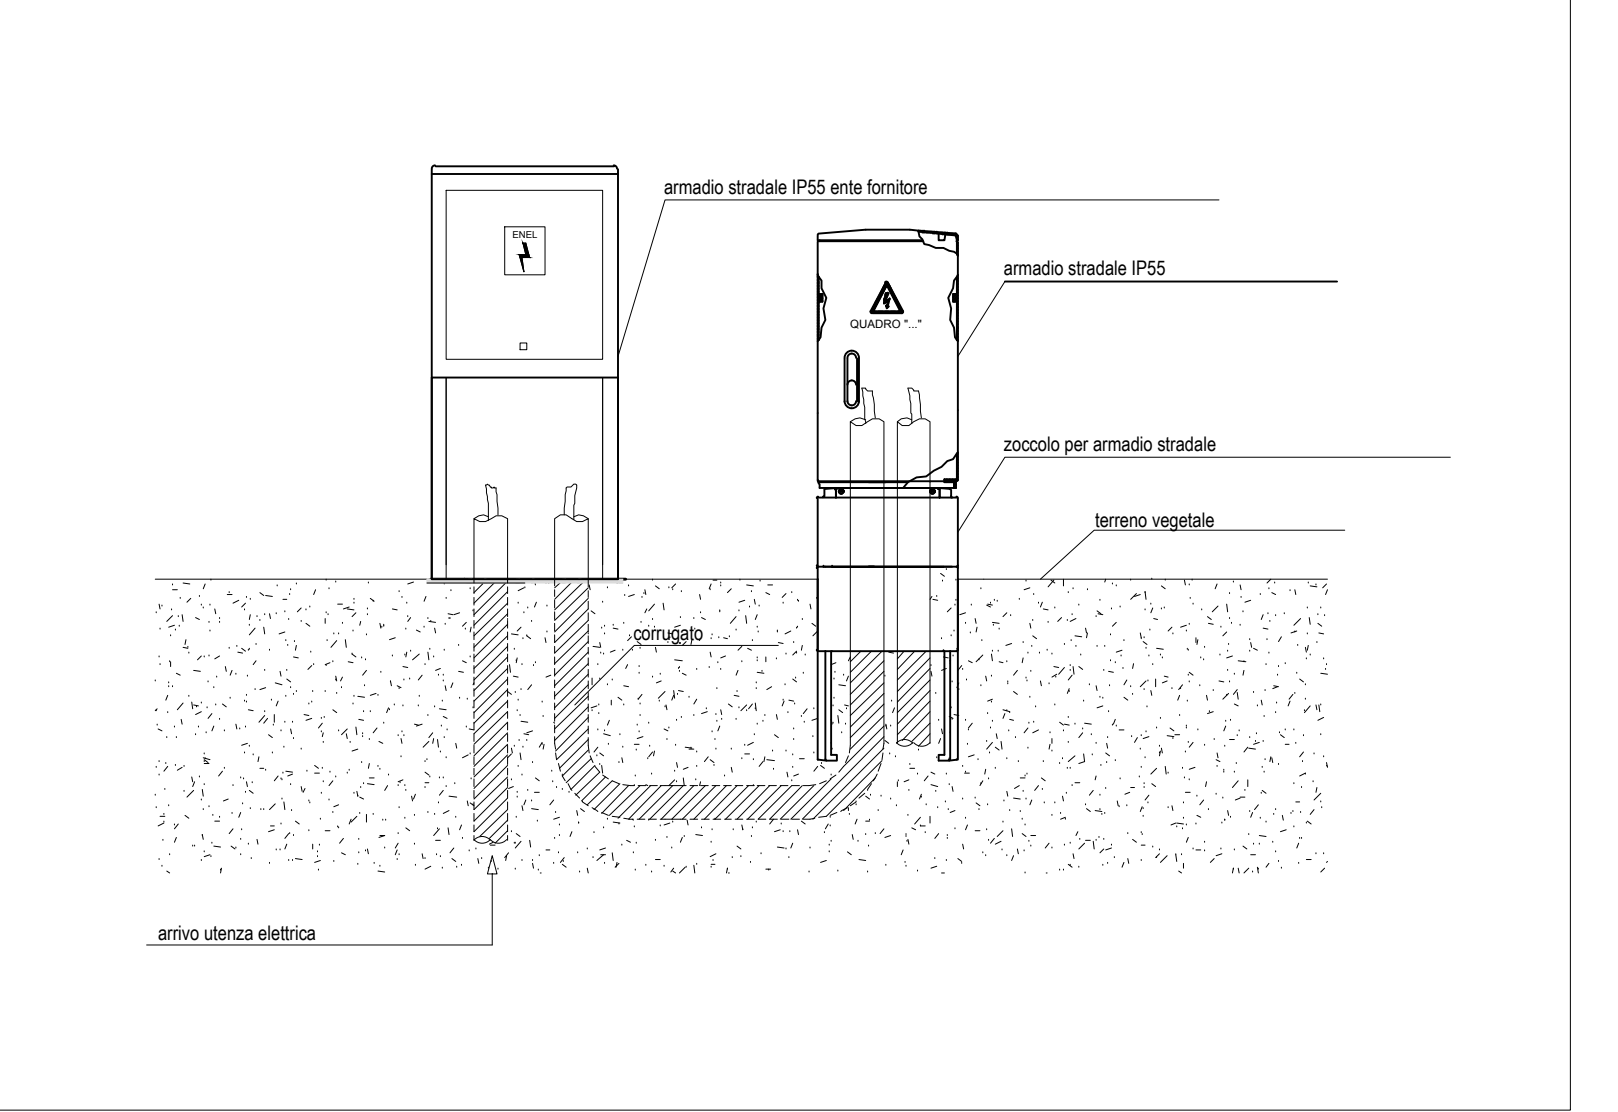 armadio stradale IP55 ente fornitore
ENEL
armadio stradale IP55
QUADRO "..."
zoccolo per armadio stradale
terreno vegetale
corrugato
arrivo utenza elettrica